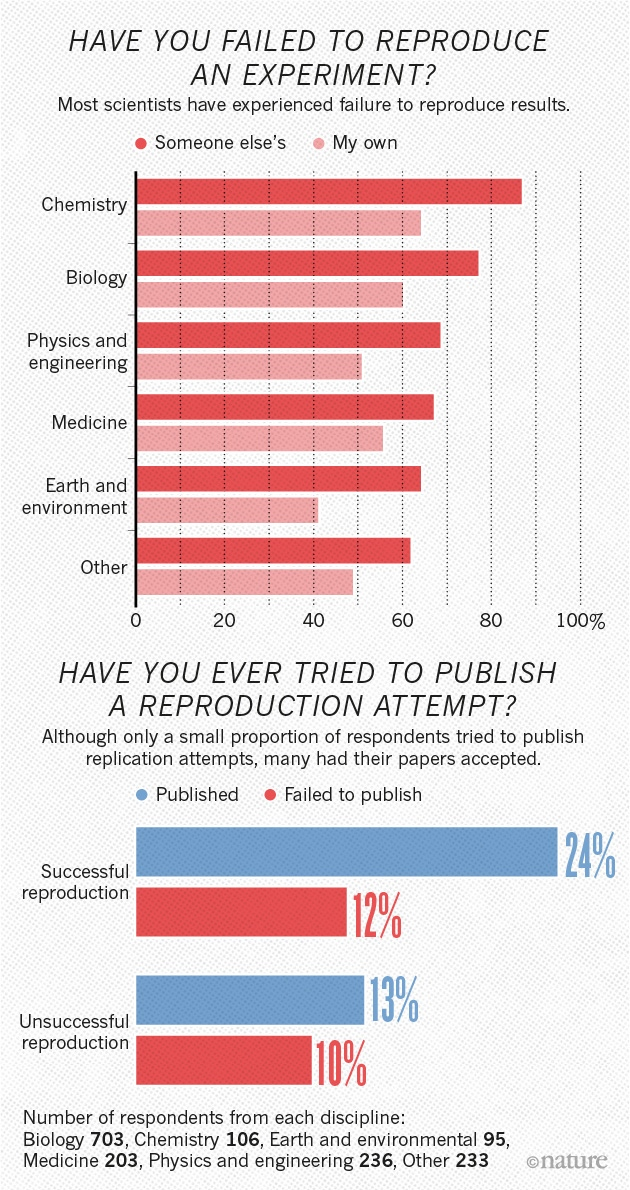 HAVE YOU FAILED TO REPRODUCE
AN EXPERIMENT?
Most scientists have experienced failure to reproduce results.
Someone else’s My own
Chemistry
Biology
Physics and
engineering
Medicine
Earth and
environment
Other
0 20 40 60 80 100%
HAVE YOU EVER TRIED TO PUBLISH
A REPRODUCTION ATTEMPT?
Although only a small proportion of respondents tried to publish
replication attempts, many had their papers accepted.
Published Failed to publish
Successful
reproduction
24%
12%
Unsuccessful
reproduction
13%
10%
Number of respondents from each discipline:
Biology 703, Chemistry 106, Earth and environmental 95,
Medicine 203, Physics and engineering 236, Other 233
©nature